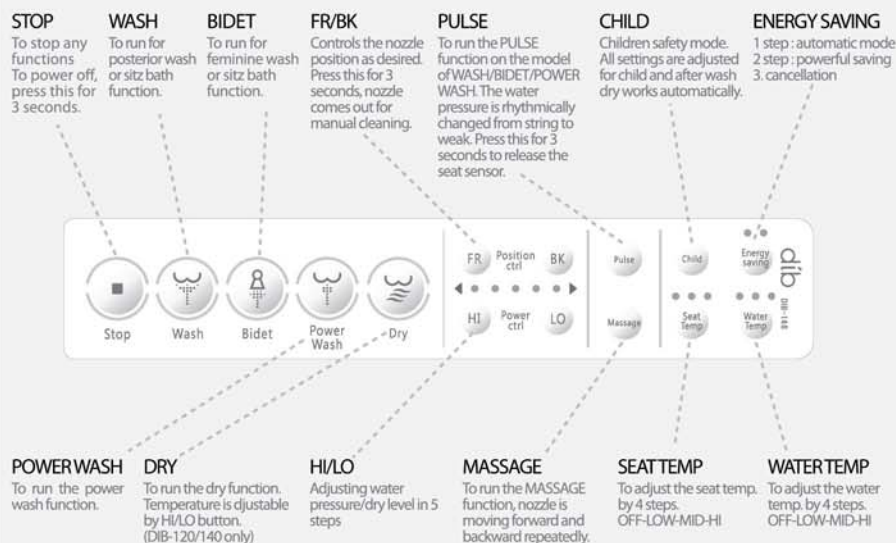 STOP
To stop any
functions
To power off,
press this for
3 seconds.
WASH
To run for
posterior wash
or sitz bath
function.
BIDET
To run for
feminine wash
or sitz bath
function.
FR/BK
Controls the nozzle
position as desired.
Press this for 3
seconds, nozzle
comes out for
manual cleaning.
PULSE
To run the PULSE
function on the model
of WASH/BIDET/POWER
WASH. The water
pressure is rhythmically
changed from string to
weak. Press this for 3
seconds to release the
seat sensor.
CHILD
Children safety mode.
All settings are adjusted
for child and after wash
dry works automatically.
ENERGY SAVING
1 step : automatic mode
2 step : powerful saving
3. cancellation
Stop
Wash
Bidet
Power
Wash
Dry
FR Position ctrl BK
HI Power ctrl LO
Pulse
Massage
Child
Energy
saving
Seat
Temp
Water
Temp
dib
DIB-140
POWER WASH
To run the power
wash function.
DRY
To run the dry function.
Temperature is djustable
by HI/LO button.
(DIB-120/140 only)
HI/LO
Adjusting water
pressure/dry level in 5
steps
MASSAGE
To run the MASSAGE
function, nozzle is
moving forward and
backward repeatedly.
SEAT TEMP
To adjust the seat temp.
by 4 steps.
OFF-LOW-MID-HI
WATER TEMP
To adjust the water
temp. by 4 steps.
OFF-LOW-MID-HI